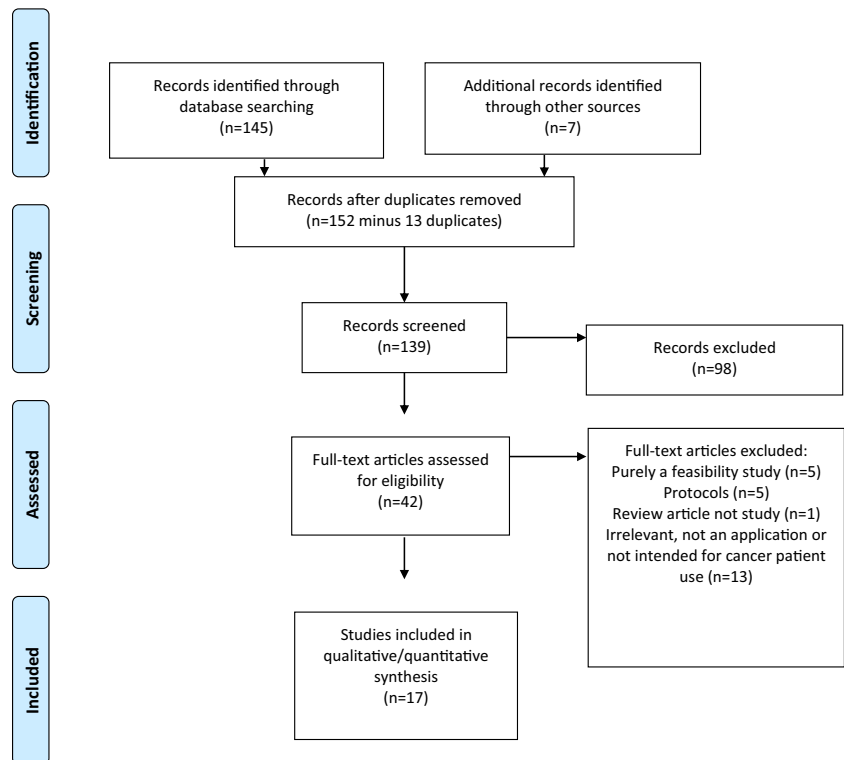 Identification
Records identified through
database searching
(n=145)
Additional records identified
through other sources
(n=7)
Records after duplicates removed
(n=152 minus 13 duplicates)
Screening
Records screened
(n=139)
Records excluded
(n=98)
Assessed
Full-text articles assessed
for eligibility
(n=42)
Full-text articles excluded:
Purely a feasibility study (n=5)
Protocols (n=5)
Review article not study (n=1)
Irrelevant, not an application or
not intended for cancer patient
use (n=13)
Included
Studies included in
qualitative/quantitative
synthesis
(n=17)